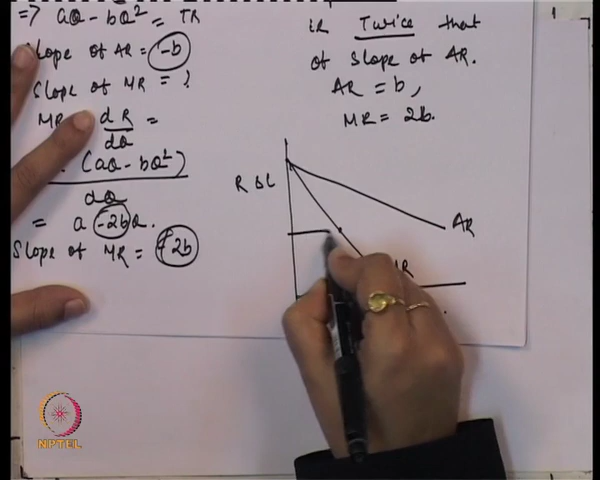 => aQ - bQ² = TR
Slope of AR = -b
Slope of MR = ?
MR = dR/dQ =
(aQ - bQ²)
dQ
= a - 2bQ.
Slope of MR = -2b
is Twice that
of slope of AR.
AR = b,
MR = 2b.
R &C
AR
NPTEL